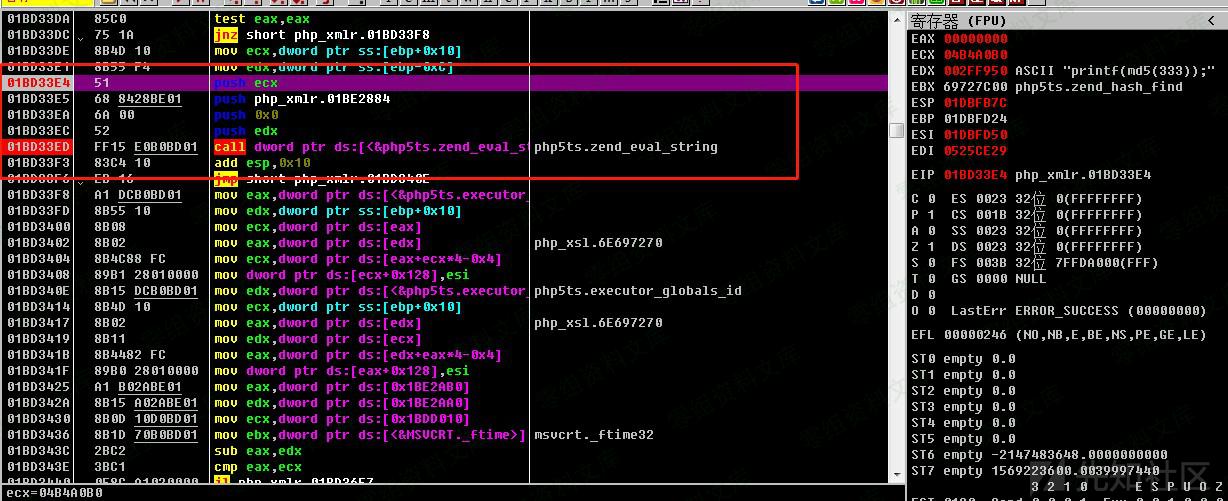 01BD33DA 85C0 test eax,eax
01BD33DC 75 1A jnz short php_xmlr.01BD33F8
01BD33DE 8B4D 10 mov ecx,dword ptr ss:[ebp+0x10]
01BD33E1 8B55 F4 mov edx,dword ptr ss:[ebp-0xC]
01BD33E4 51 push ecx
01BD33E5 68 8428BE01 push php_xmlr.01BE2884
01BD33EA 6A 00 push 0x0
01BD33EC 52 push edx
01BD33ED FF15 E0B0BD01 call dword ptr ds:[<&php5ts.zend_eval_st php5ts.zend_eval_string
01BD33F3 83C4 10 add esp,0x10
01BD33F6 EB 16 jmp short php_xmlr.01BD340E
01BD33F8 A1 DCB0BD01 mov eax,dword ptr ds:[<&php5ts.executor_
01BD33FD 8B55 10 mov edx,dword ptr ss:[ebp+0x10]
01BD3400 8B08 mov ecx,dword ptr ds:[eax]
01BD3402 8B02 mov eax,dword ptr ds:[edx] php_xsl.6E697270
01BD3404 8B4C88 FC mov ecx,dword ptr ds:[eax+ecx*4-0x4]
01BD3408 89B1 28010000 mov dword ptr ds:[ecx+0x128],esi
01BD340E 8B15 DCB0BD01 mov edx,dword ptr ds:[<&php5ts.executor_ php5ts.executor_globals_id
01BD3414 8B4D 10 mov ecx,dword ptr ss:[ebp+0x10]
01BD3417 8B02 mov eax,dword ptr ds:[edx] php_xsl.6E697270
01BD3419 8B11 mov edx,dword ptr ds:[ecx]
01BD341B 8B4482 FC mov eax,dword ptr ds:[edx+eax*4-0x4]
01BD341F 89B0 28010000 mov dword ptr ds:[eax+0x128],esi
01BD3425 A1 B02ABE01 mov eax,dword ptr ds:[0x1BE2AB0]
01BD342A 8B15 A02ABE01 mov edx,dword ptr ds:[0x1BE2AA0]
01BD3430 8B0D 10D0BD01 mov ecx,dword ptr ds:[0x1BDD010]
01BD3436 8B1D 70B0BD01 mov ebx,dword ptr ds:[<&MSVCRT._ftime>] msvcrt._ftime32
01BD343C 2BC2 sub eax,edx
01BD343E 3BC1 cmp eax,ecx
ecx=04B4A0B0
寄存器 (FPU) <
EAX 00000000
ECX 04B4A0B0
EDX 002FF950 ASCII "printf(md5(333));"
EBX 69727C00 php5ts.zend_hash_find
ESP 01DBFB7C
EBP 01DBFD24
ESI 01DBFD50
EDI 0525CE29
EIP 01BD33E4 php_xmlr.01BD33E4
C 0 ES 0023 32位 0(FFFFFFFF)
P 1 CS 001B 32位 0(FFFFFFFF)
A 0 SS 0023 32位 0(FFFFFFFF)
Z 1 DS 0023 32位 0(FFFFFFFF)
S 0 FS 003B 32位 7FFDA000(FFF)
T 0 GS 0000 NULL
D 0
O 0 LastErr ERROR_SUCCESS (00000000)
EFL 00000246 (NO,NB,E,BE,NS,PE,GE,LE)
ST0 empty 0.0
ST1 empty 0.0
ST2 empty 0.0
ST3 empty 0.0
ST4 empty 0.0
ST5 empty 0.0
ST6 empty -2147483648.0000000000
ST7 empty 1569223600.0039997440
3 2 1 0 E S P U O Z
先知社区